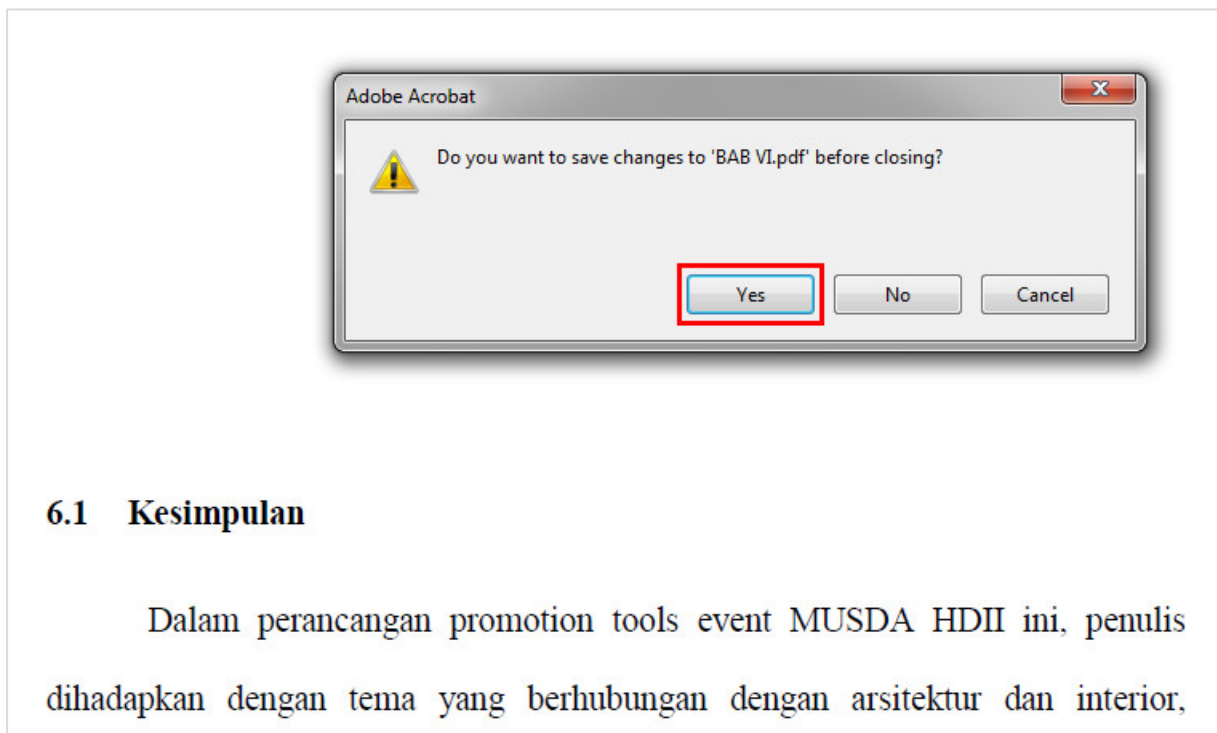 Adobe Acrobat
Do you want to save changes to 'BAB VI.pdf' before closing?
Yes No Cancel
6.1 Kesimpulan
Dalam perancangan promotion tools event MUSDA HDII ini, penulis
dihadapkan dengan tema yang berhubungan dengan arsitektur dan interior,